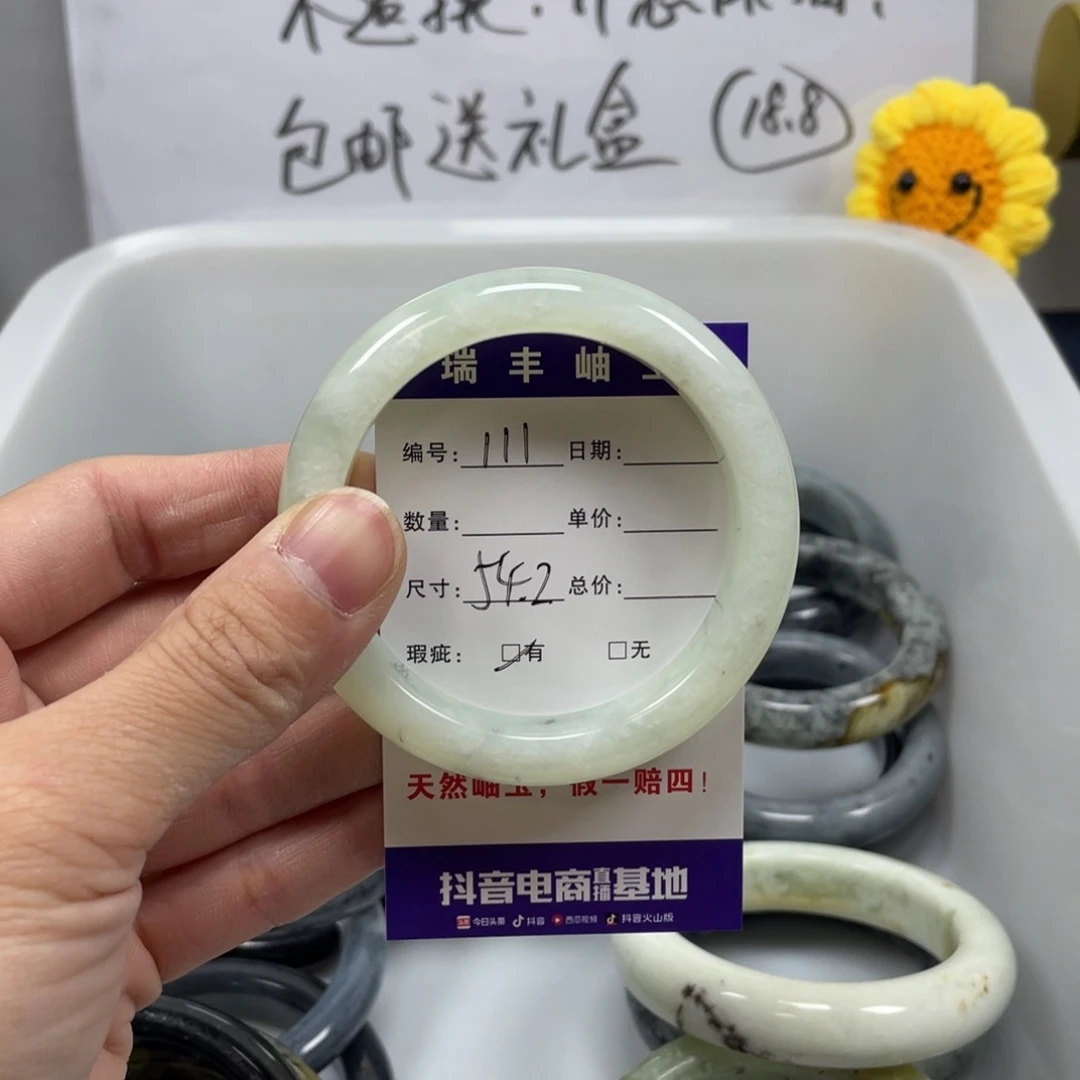 包邮送礼盒 18.8
瑞丰岫
编号: 111 日期:
数量: 单价:
尺寸: 54.2 总价:
瑕疵: ☑有 □无
天然岫玉,假一赔四!
抖音电商直播基地
今日头条 抖音 西瓜视频 抖音火山版